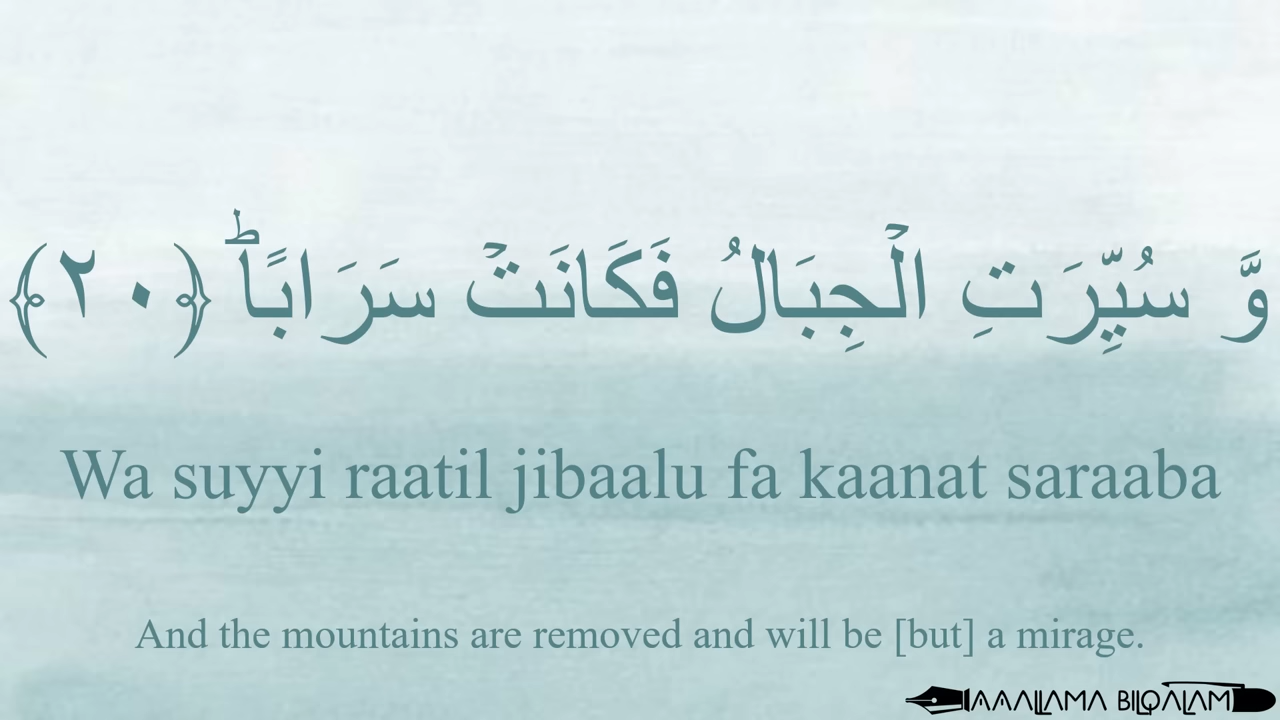 وَّ سُيِّرَتِ الۡجِبَالُ فَكَانَتۡ سَرَابًاؕ ﴿۲۰﴾
Wa suyyi raatil jibaalu fa kaanat saraaba
And the mountains are removed and will be [but] a mirage.
AAALLAMA BILQALAM